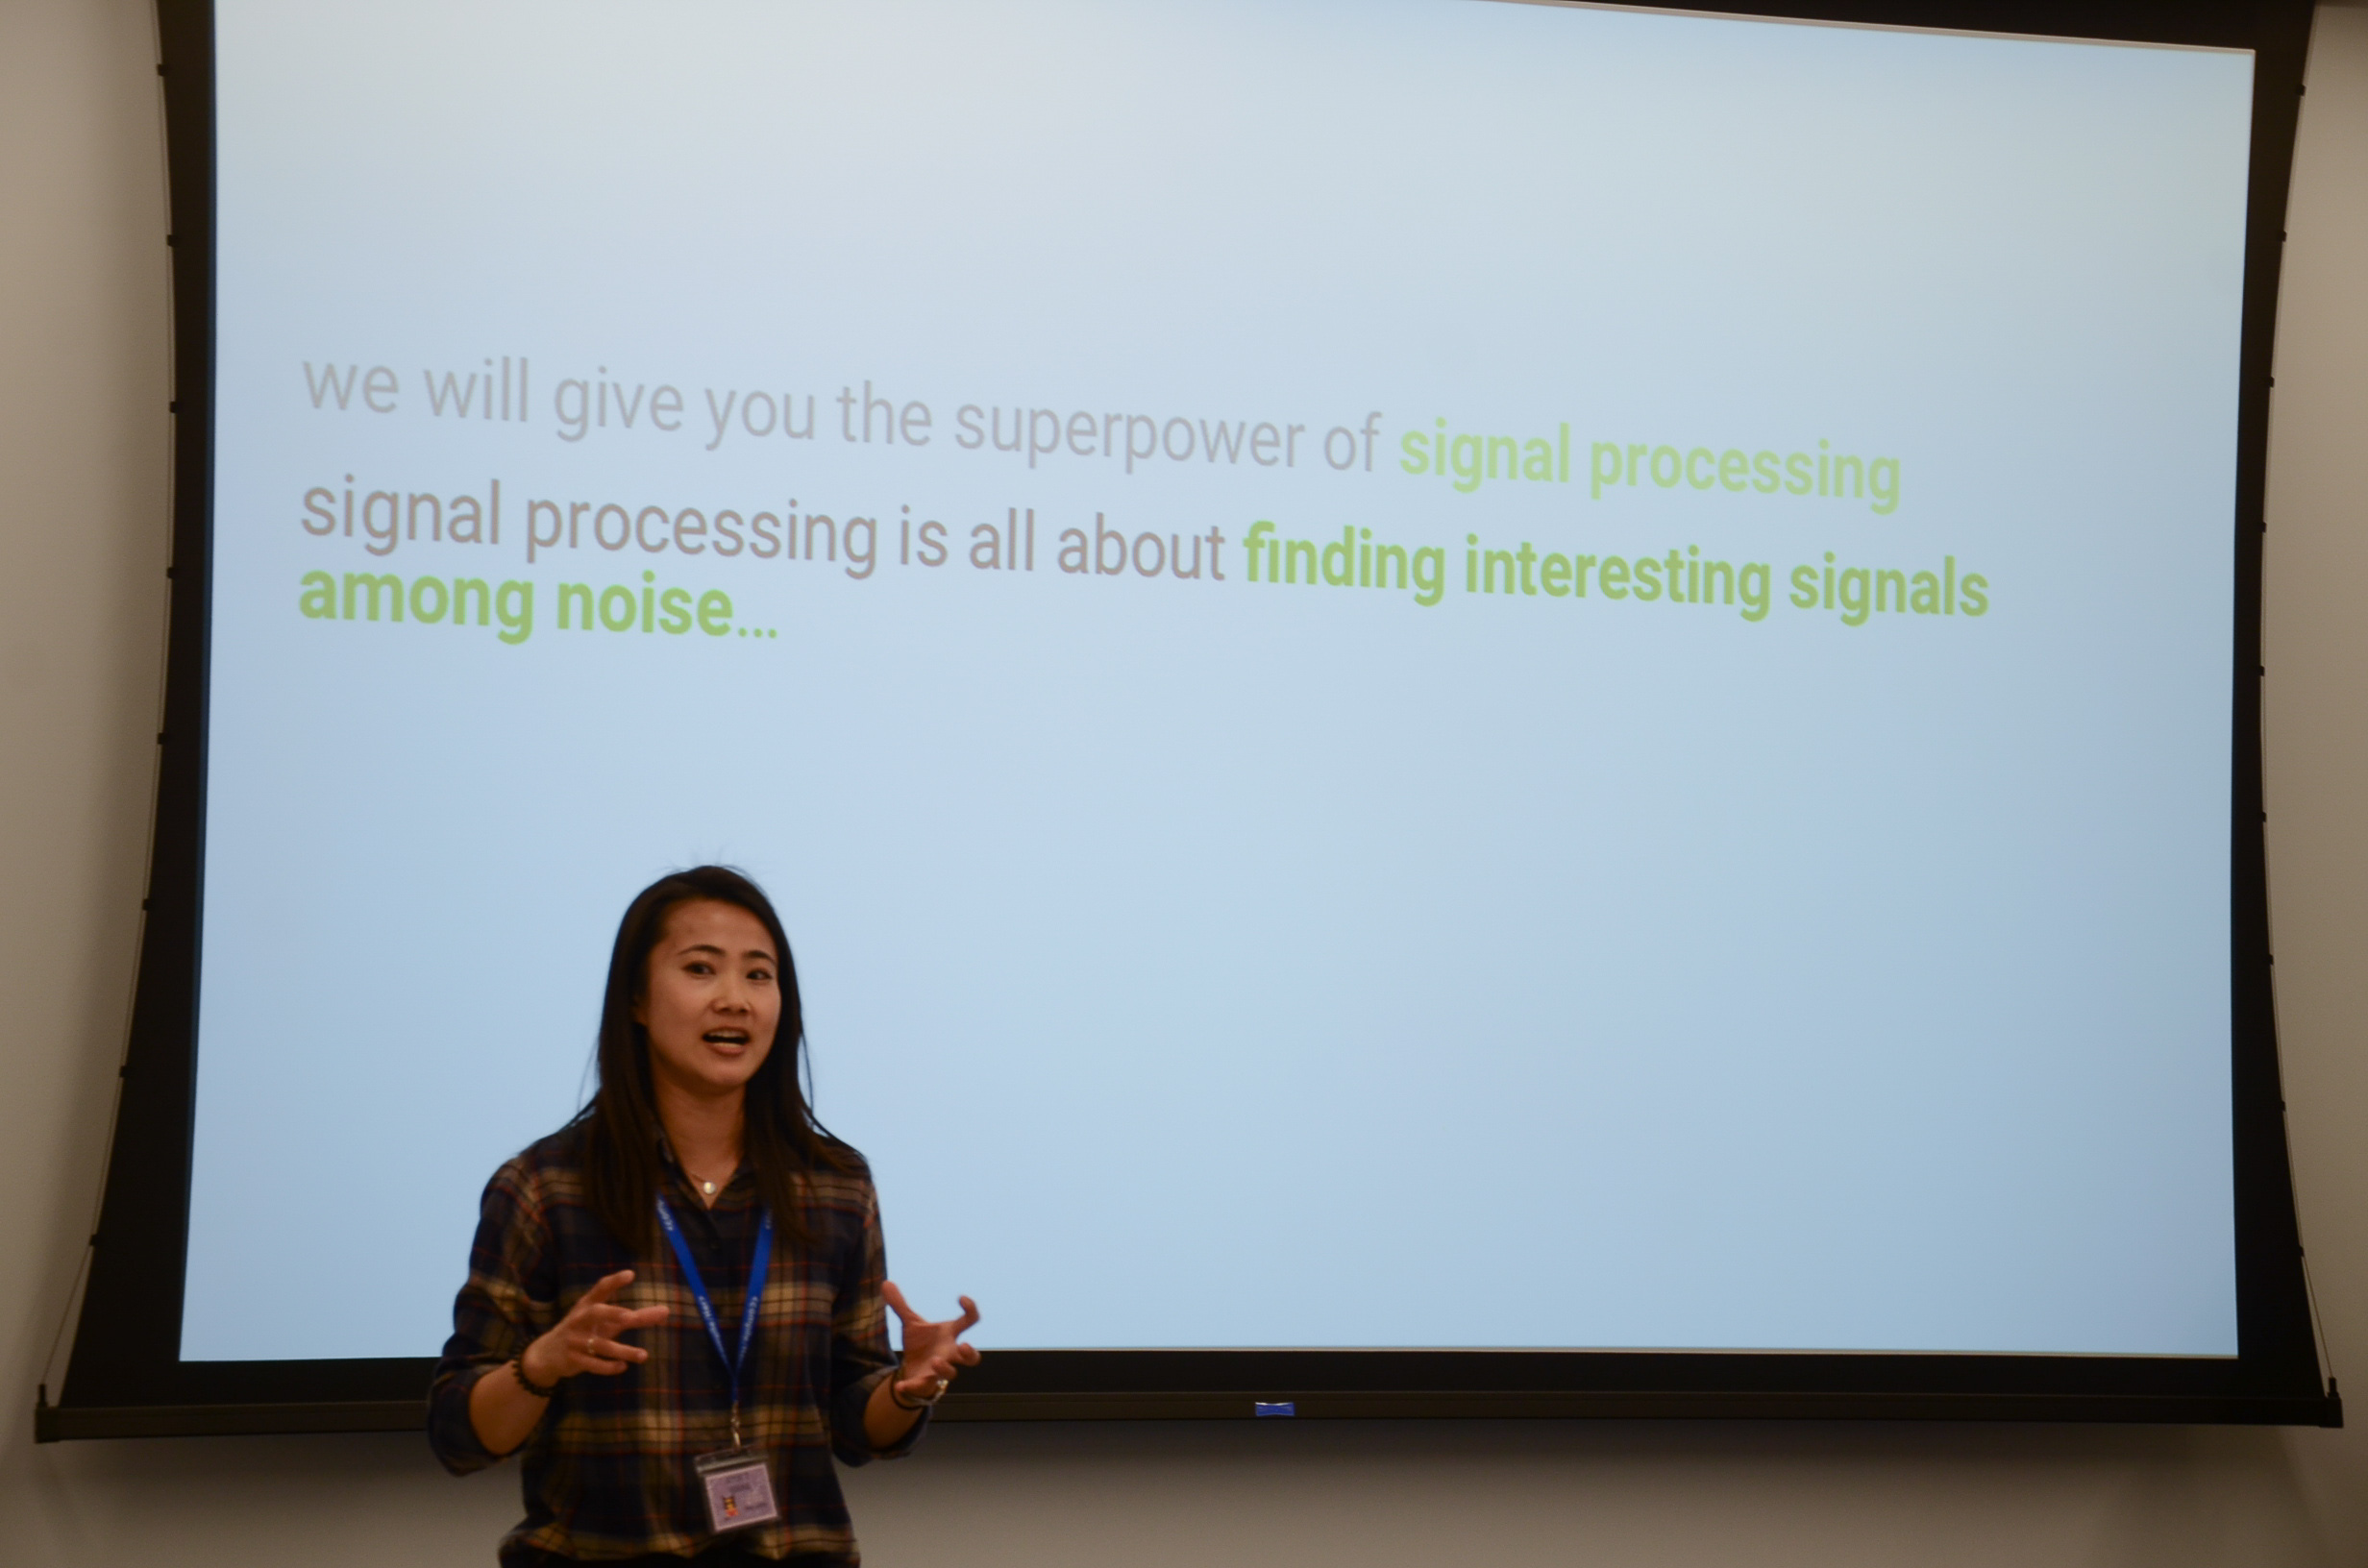 we will give you the superpower of signal processing
signal processing is all about finding interesting signals
among noise...